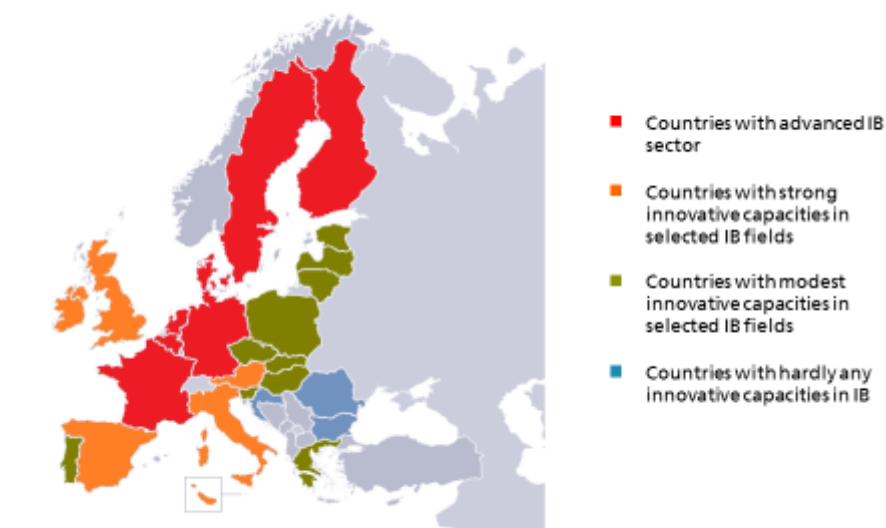 Countries with advanced IB
sector
Countries with strong
innovative capacities in
selected IB fields
Countries with modest
innovative capacities in
selected IB fields
Countries with hardly any
innovative capacities in IB